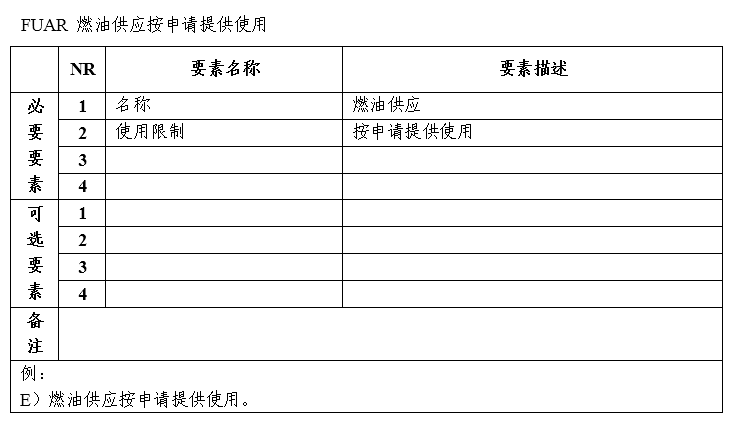 FUAR 燃油供应按申请提供使用
NR 要素名称 要素描述
必要要素
1 名称 燃油供应
2 使用限制 按申请提供使用
3
4
可选要素
1
2
3
4
备注
例：
E）燃油供应按申请提供使用。